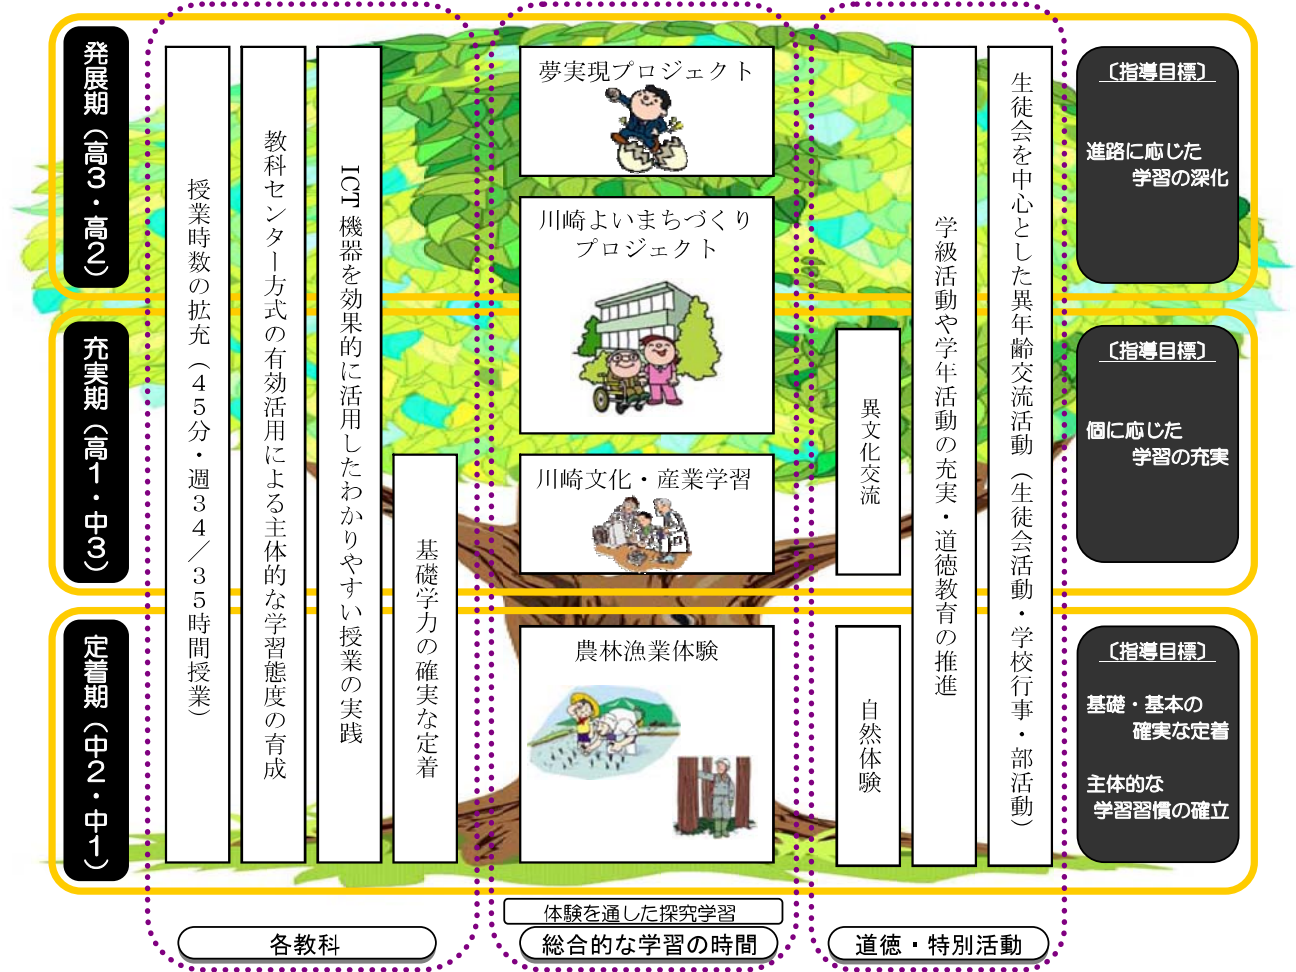 発展期（高３・高２）
充実期（高１・中３）
定着期（中２・中１）
授業時数の拡充（４５分・週３４／３５時間授業）
教科センター方式の有効活用による主体的な学習態度の育成
ICT 機器を効果的に活用したわかりやすい授業の実践
基礎学力の確実な定着
各教科
夢実現プロジェクト
川崎よいまちづくり
プロジェクト
川崎文化・産業学習
農林漁業体験
体験を通した探究学習
総合的な学習の時間
異文化交流
自然体験
学級活動や学年活動の充実・道徳教育の推進
生徒会を中心とした異年齢交流活動（生徒会活動・学校行事・部活動）
道徳・特別活動
〔指導目標〕
進路に応じた
学習の深化
〔指導目標〕
個に応じた
学習の充実
〔指導目標〕
基礎・基本の
確実な定着
主体的な
学習習慣の確立